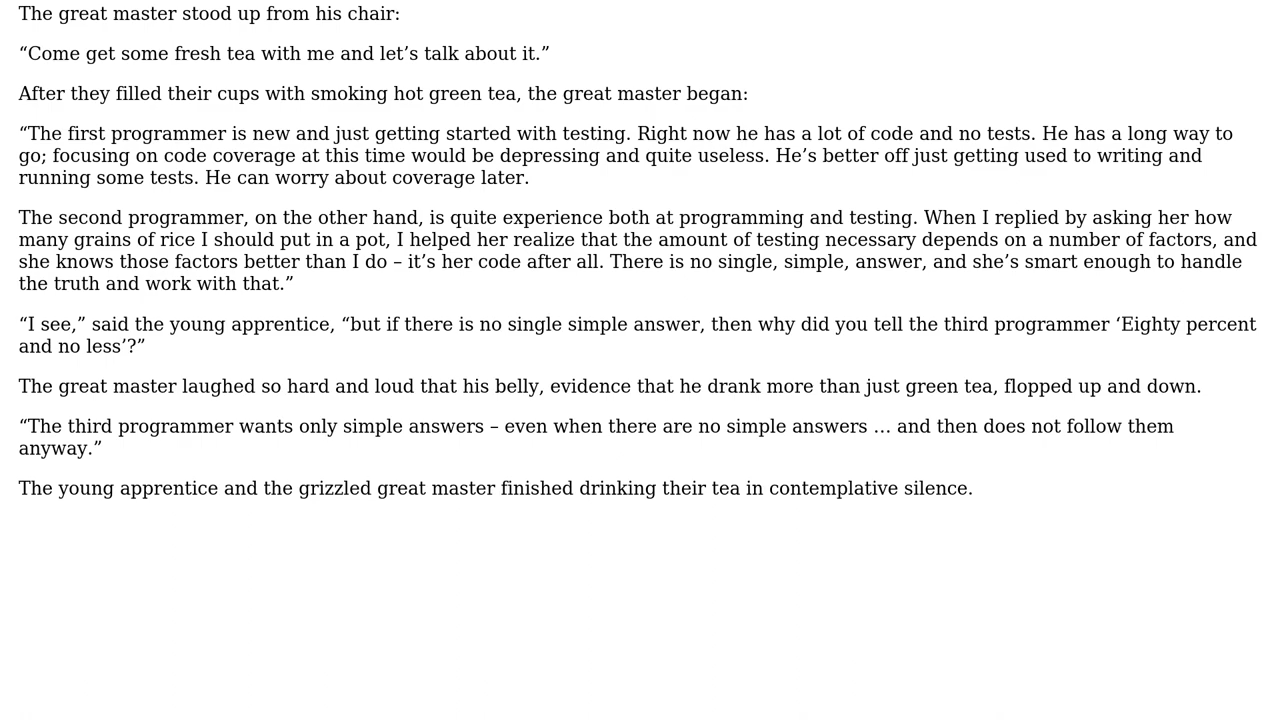 The great master stood up from his chair:
“Come get some fresh tea with me and let’s talk about it.”
After they filled their cups with smoking hot green tea, the great master began:
“The first programmer is new and just getting started with testing. Right now he has a lot of code and no tests. He has a long way to
go; focusing on code coverage at this time would be depressing and quite useless. He’s better off just getting used to writing and
running some tests. He can worry about coverage later.
The second programmer, on the other hand, is quite experience both at programming and testing. When I replied by asking her how
many grains of rice I should put in a pot, I helped her realize that the amount of testing necessary depends on a number of factors, and
she knows those factors better than I do – it’s her code after all. There is no single, simple, answer, and she’s smart enough to handle
the truth and work with that.”
“I see,” said the young apprentice, “but if there is no single simple answer, then why did you tell the third programmer ‘Eighty percent
and no less’?”
The great master laughed so hard and loud that his belly, evidence that he drank more than just green tea, flopped up and down.
“The third programmer wants only simple answers – even when there are no simple answers … and then does not follow them
anyway.”
The young apprentice and the grizzled great master finished drinking their tea in contemplative silence.